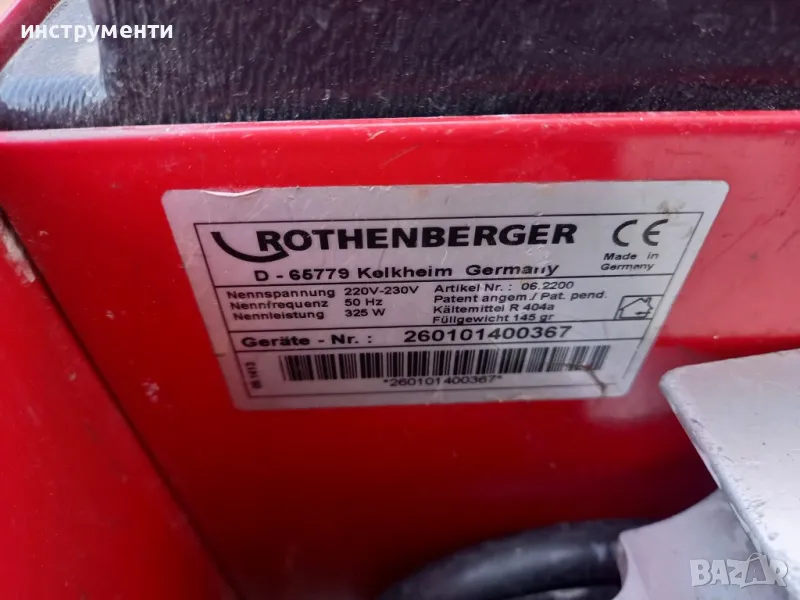 инструменти
ROTHENBERGER
CE
Made in
Germany
D - 65779 Kelkheim Germany
Nennspannung 220V-230V
Nennfrequenz 50 Hz
Nennleistung 325 W
Artikel Nr.: 06.2200
Patent angem./Pat. pend.
Kältemittel R 404a
Füllgewicht 145 gr
Geräte - Nr.: 260101400367
*260101400367*
BAZAR